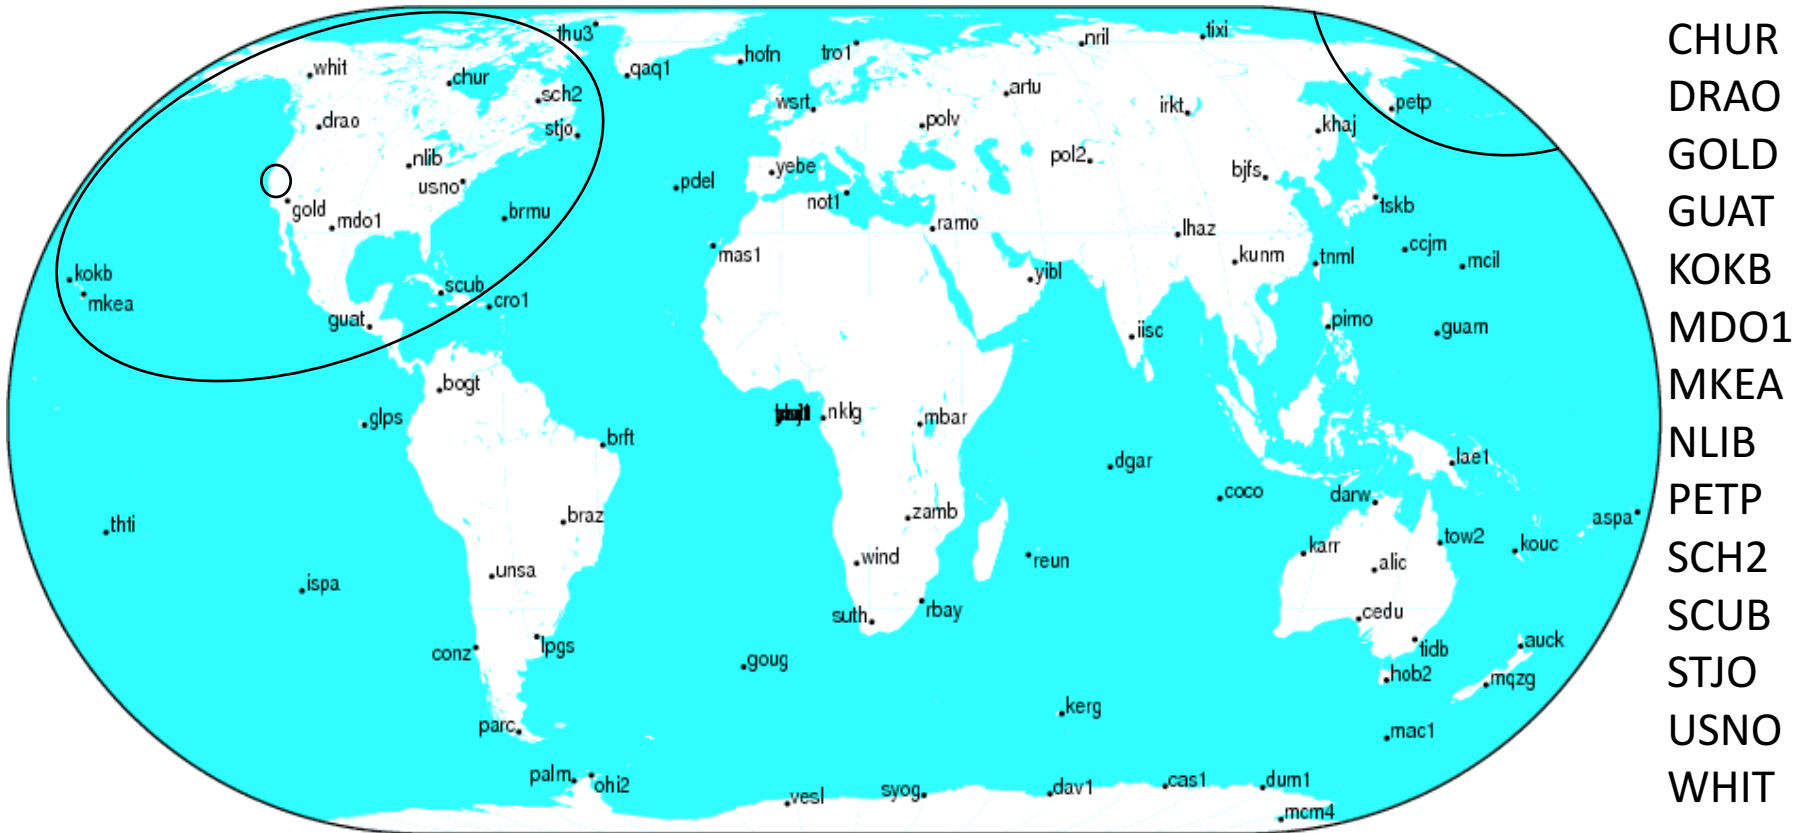 thu3
whit
chur
qaq1
hofn
tro1
nril
tixi
sch2
wsrt
artu
irkt
petp
drao
stjo
polv
khaj
nlib
pol2
usno
pdel
yebe
bjfs
gold
brmu
not1
tskb
mdo1
ramo
lhaz
ccjm
mas1
kunm
tnml
mcil
kokb
scub
yibl
mkea
cro1
guat
iisc
pimo
guam
bogt
glps
nklg
mbar
brft
dgar
lae1
coco
darw
thti
braz
zamb
aspa
tow2
kouc
karr
wind
reun
alic
unsa
ispa
suth
rbay
cedu
conz
lpgs
goug
tidb
auck
hob2
mqzg
kerg
parc
mac1
palm
ohi2
vesl
syog
dav1
cas1
dum1
mcm4
CHUR
DRAO
GOLD
GUAT
KOKB
MDO1
MKEA
NLIB
PETP
SCH2
SCUB
STJO
USNO
WHIT